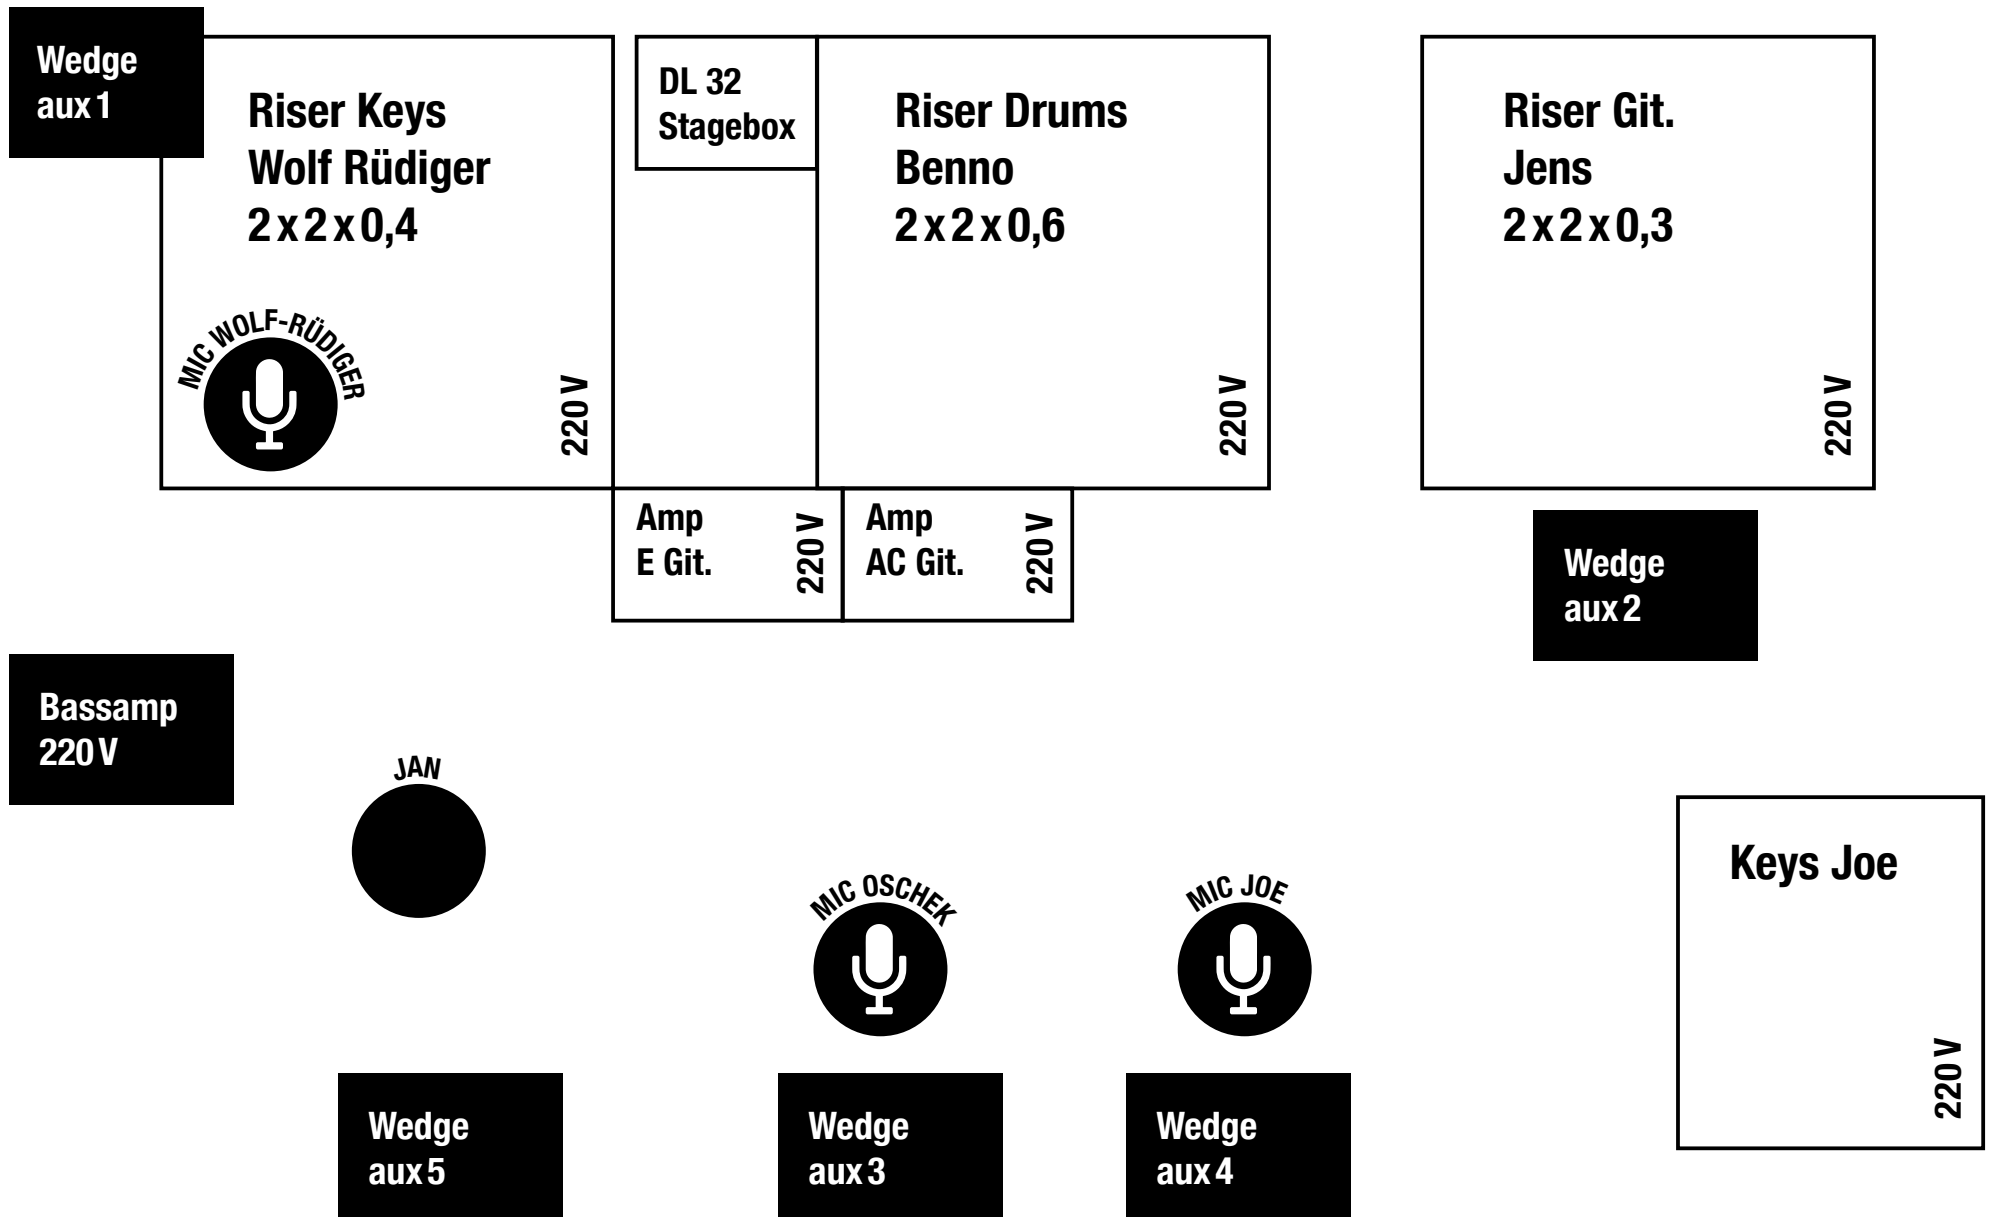 Wedge
aux 1
Riser Keys
Wolf Rüdiger
2 x 2 x 0,4
MIC WOLF-RÜDIGER
220 V
DL 32
Stagebox
Riser Drums
Benno
2 x 2 x 0,6
220 V
Riser Git.
Jens
2 x 2 x 0,3
220 V
Amp
E Git.
220 V
Amp
AC Git.
220 V
Wedge
aux 2
Bassamp
220 V
JAN
MIC OSCHEK
MIC JOE
Keys Joe
220 V
Wedge
aux 5
Wedge
aux 3
Wedge
aux 4